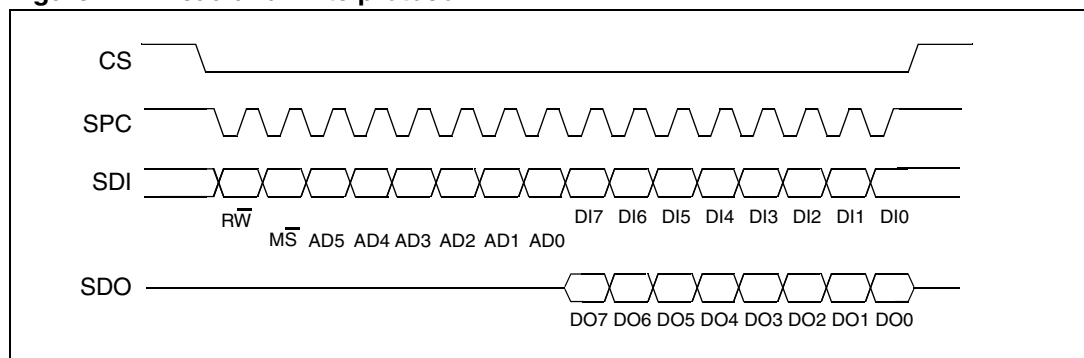 CS
SPC
SDI
RW̅ DI7 DI6 DI5 DI4 DI3 DI2 DI1 DI0
MS̅ AD5 AD4 AD3 AD2 AD1 AD0
SDO
DO7 DO6 DO5 DO4 DO3 DO2 DO1 DO0